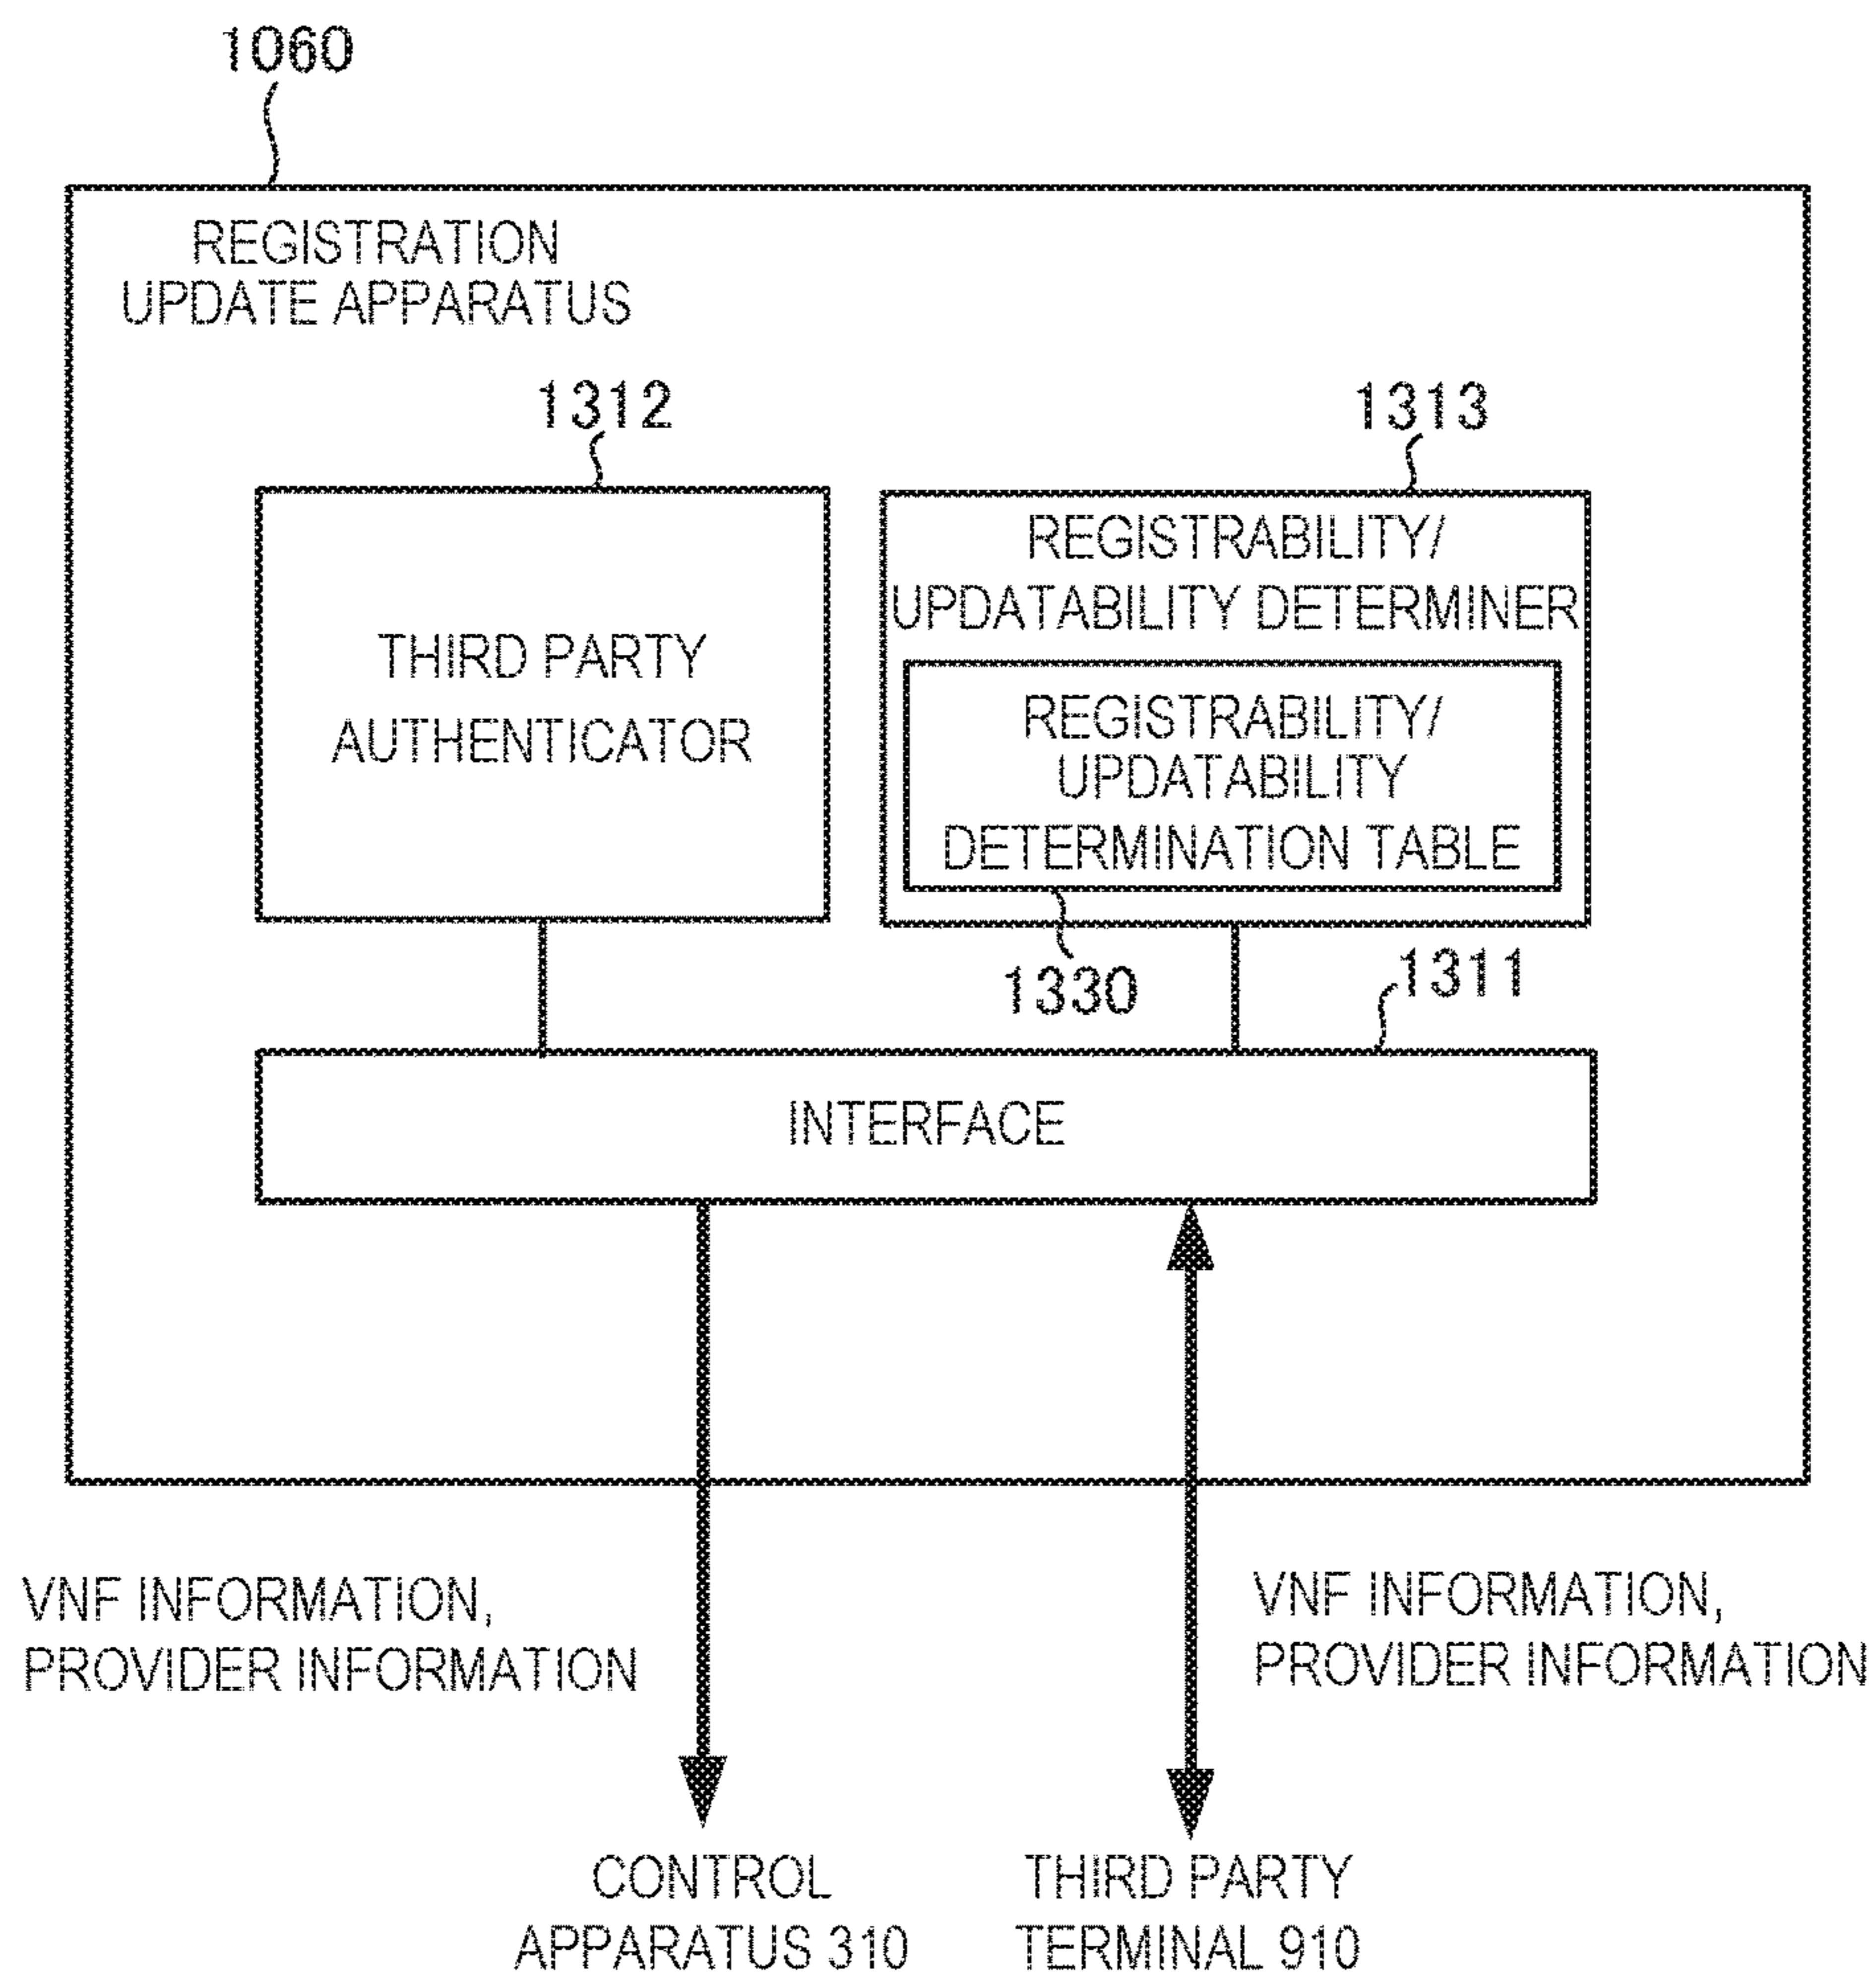 1060
REGISTRATION
UPDATE APPARATUS
1312
1313
THIRD PARTY
AUTHENTICATOR
REGISTRABILITY/
UPDATABILITY DETERMINER
REGISTRABILITY/
UPDATABILITY
DETERMINATION TABLE
1330
1311
INTERFACE
VNF INFORMATION,
PROVIDER INFORMATION
VNF INFORMATION,
PROVIDER INFORMATION
CONTROL
APPARATUS 310
THIRD PARTY
TERMINAL 910